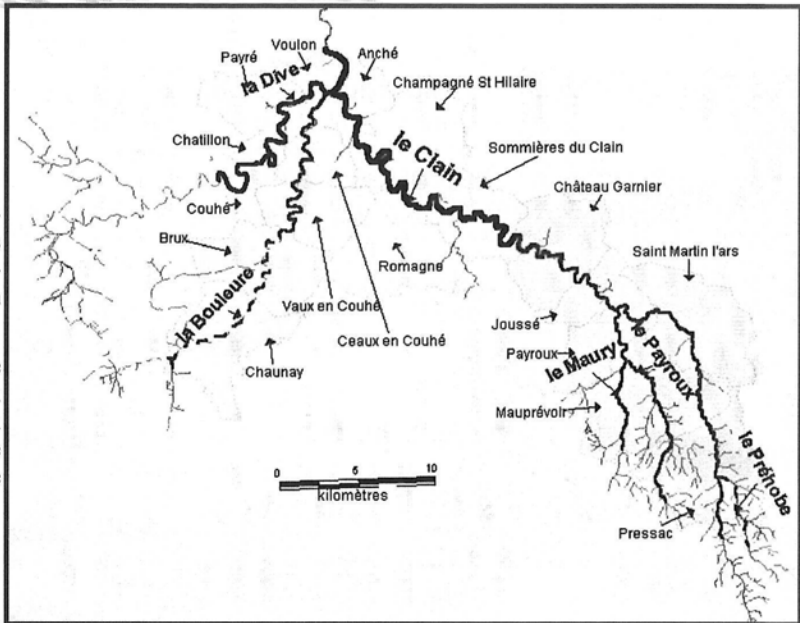 Voulon
Payré
Anché
la Dive
Champagné St Hilaire
Chatillon
le Clain
Sommières du Clain
Château Garnier
Couhé
Brux
Romagne
Saint Martin l'ars
la Bouleure
Vaux en Couhé
Ceaux en Couhé
Joussé
Payroux
le Maury
le Payroux
Chaunay
Mauprévoir
le Préhobe
0 5 10
kilomètres
Pressac